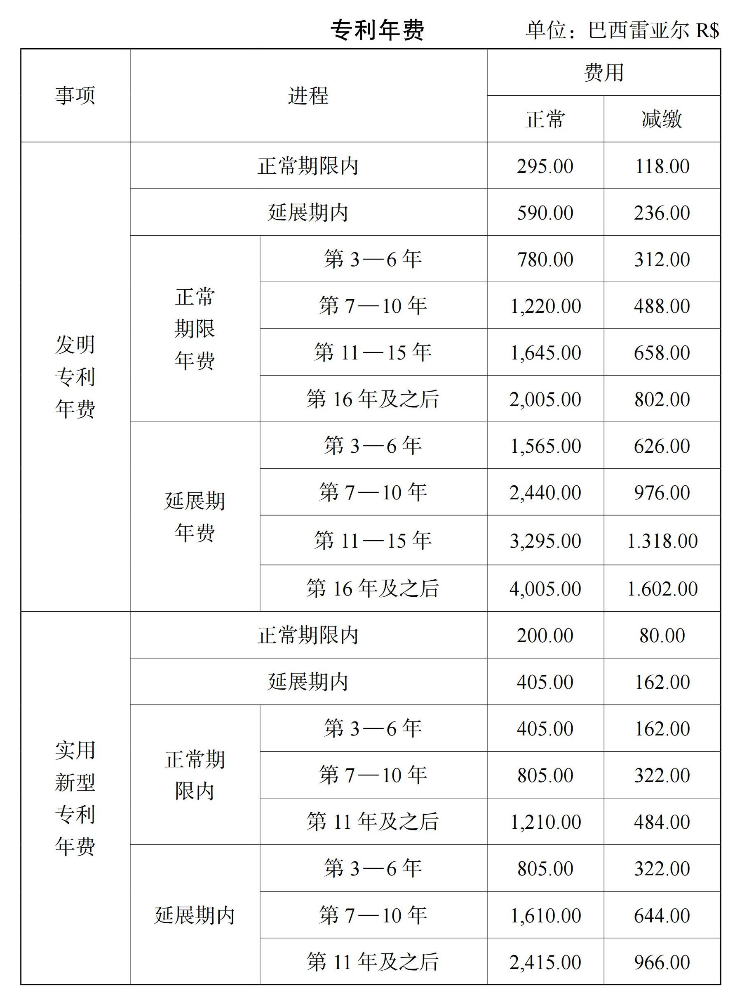 专利年费 单位：巴西雷亚尔 R$
事项 进程 费用
正常 减缴
发明
专利
年费
正常期限内 295.00 118.00
延展期内 590.00 236.00
正常
期限
年费
第 3—6 年 780.00 312.00
第 7—10 年 1,220.00 488.00
第 11—15 年 1,645.00 658.00
第 16 年及之后 2,005.00 802.00
延展期
年费
第 3—6 年 1,565.00 626.00
第 7—10 年 2,440.00 976.00
第 11—15 年 3,295.00 1.318.00
第 16 年及之后 4,005.00 1.602.00
实用
新型
专利
年费
正常期限内 200.00 80.00
延展期内 405.00 162.00
正常期
限内
第 3—6 年 405.00 162.00
第 7—10 年 805.00 322.00
第 11 年及之后 1,210.00 484.00
延展期内
第 3—6 年 805.00 322.00
第 7—10 年 1,610.00 644.00
第 11 年及之后 2,415.00 966.00